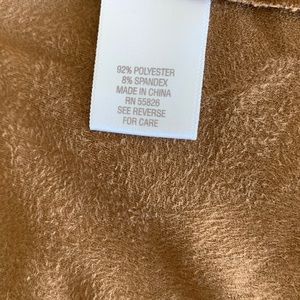 92% POLYESTER
8% SPANDEX
MADE IN CHINA
RN 55826
SEE REVERSE
FOR CARE